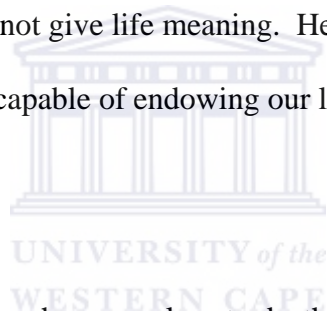 not give life meaning. He
capable of endowing our l
UNIVERSITY of the
WESTERN CAPE